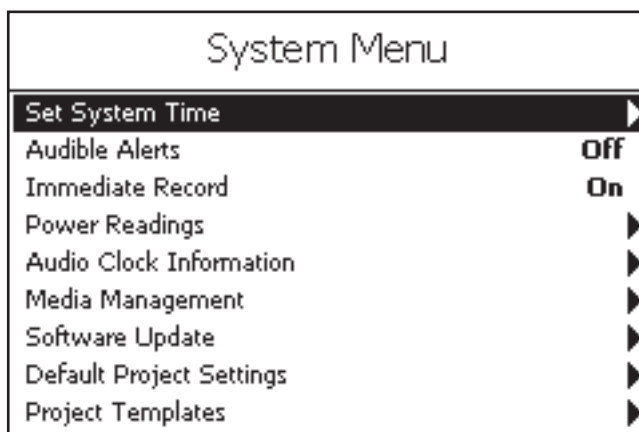 System Menu
Set System Time
Audible Alerts Off
Immediate Record On
Power Readings
Audio Clock Information
Media Management
Software Update
Default Project Settings
Project Templates